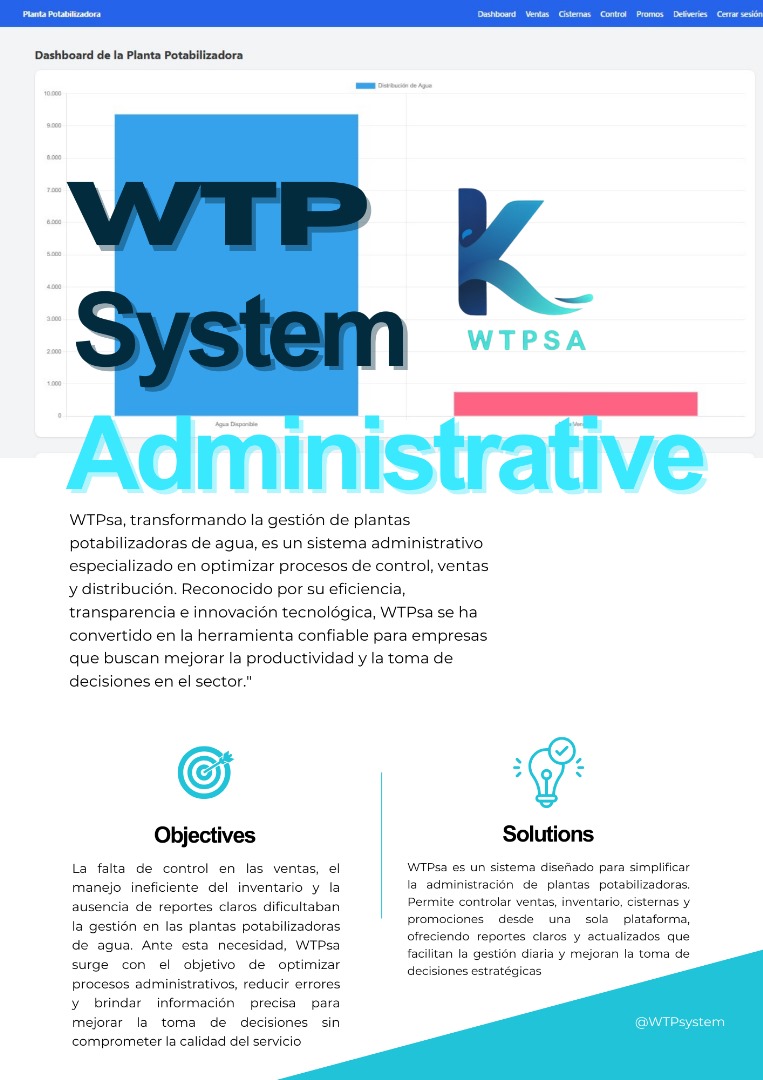 Planta Potabilizadora
Dashboard Ventas Cisternas Control Promos Deliveries Cerrar sesión
Dashboard de la Planta Potabilizadora
Distribución de Agua
10.000
9.000
8.000
7.000
6.000
5.000
4.000
3.000
2.000
1.000
0
Agua Disponible
WTP
System
Administrative
WTPSA
WTPsa, transformando la gestión de plantas
potabilizadoras de agua, es un sistema administrativo
especializado en optimizar procesos de control, ventas
y distribución. Reconocido por su eficiencia,
transparencia e innovación tecnológica, WTPsa se ha
convertido en la herramienta confiable para empresas
que buscan mejorar la productividad y la toma de
decisiones en el sector."
Objectives
La falta de control en las ventas, el
manejo ineficiente del inventario y la
ausencia de reportes claros dificultaban
la gestión en las plantas potabilizadoras
de agua. Ante esta necesidad, WTPsa
surge con el objetivo de optimizar
procesos administrativos, reducir errores
y brindar información precisa para
mejorar la toma de decisiones sin
comprometer la calidad del servicio
Solutions
WTPsa es un sistema diseñado para simplificar
la administración de plantas potabilizadoras.
Permite controlar ventas, inventario, cisternas y
promociones desde una sola plataforma,
ofreciendo reportes claros y actualizados que
facilitan la gestión diaria y mejoran la toma de
decisiones estratégicas
@WTPsystem